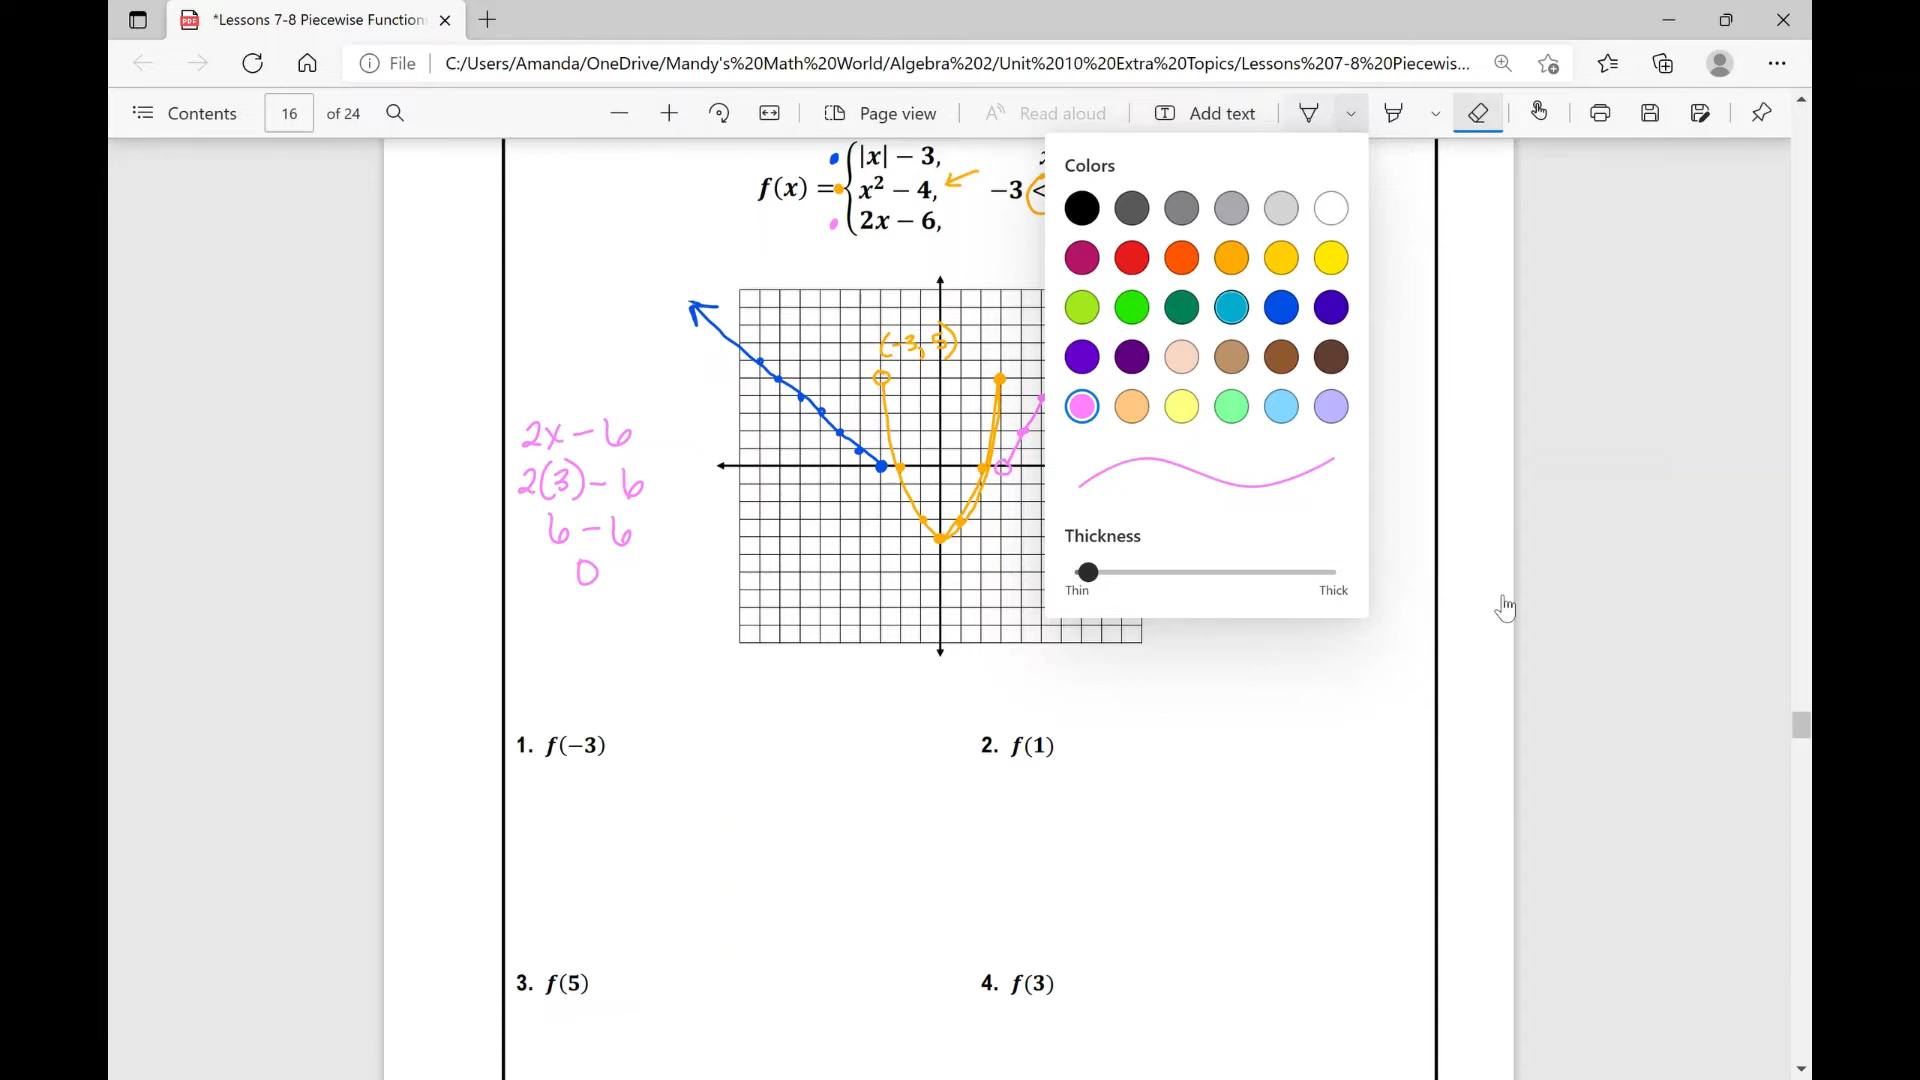 *Lessons 7-8 Piecewise Function
File
C:/Users/Amanda/OneDrive/Mandy's%20Math%20World/Algebra%202/Unit%2010%20Extra%20Topics/Lessons%207-8%20Piecewis...
Contents
16 of 24
Page view
Read aloud
Add text
|x| − 3,
f(x) = { x² − 4, −3 <
2x − 6,
(-3, 5)
2x - 6
2(3) - 6
6 - 6
0
Colors
Thickness
Thin Thick
1. f(−3)
2. f(1)
3. f(5)
4. f(3)